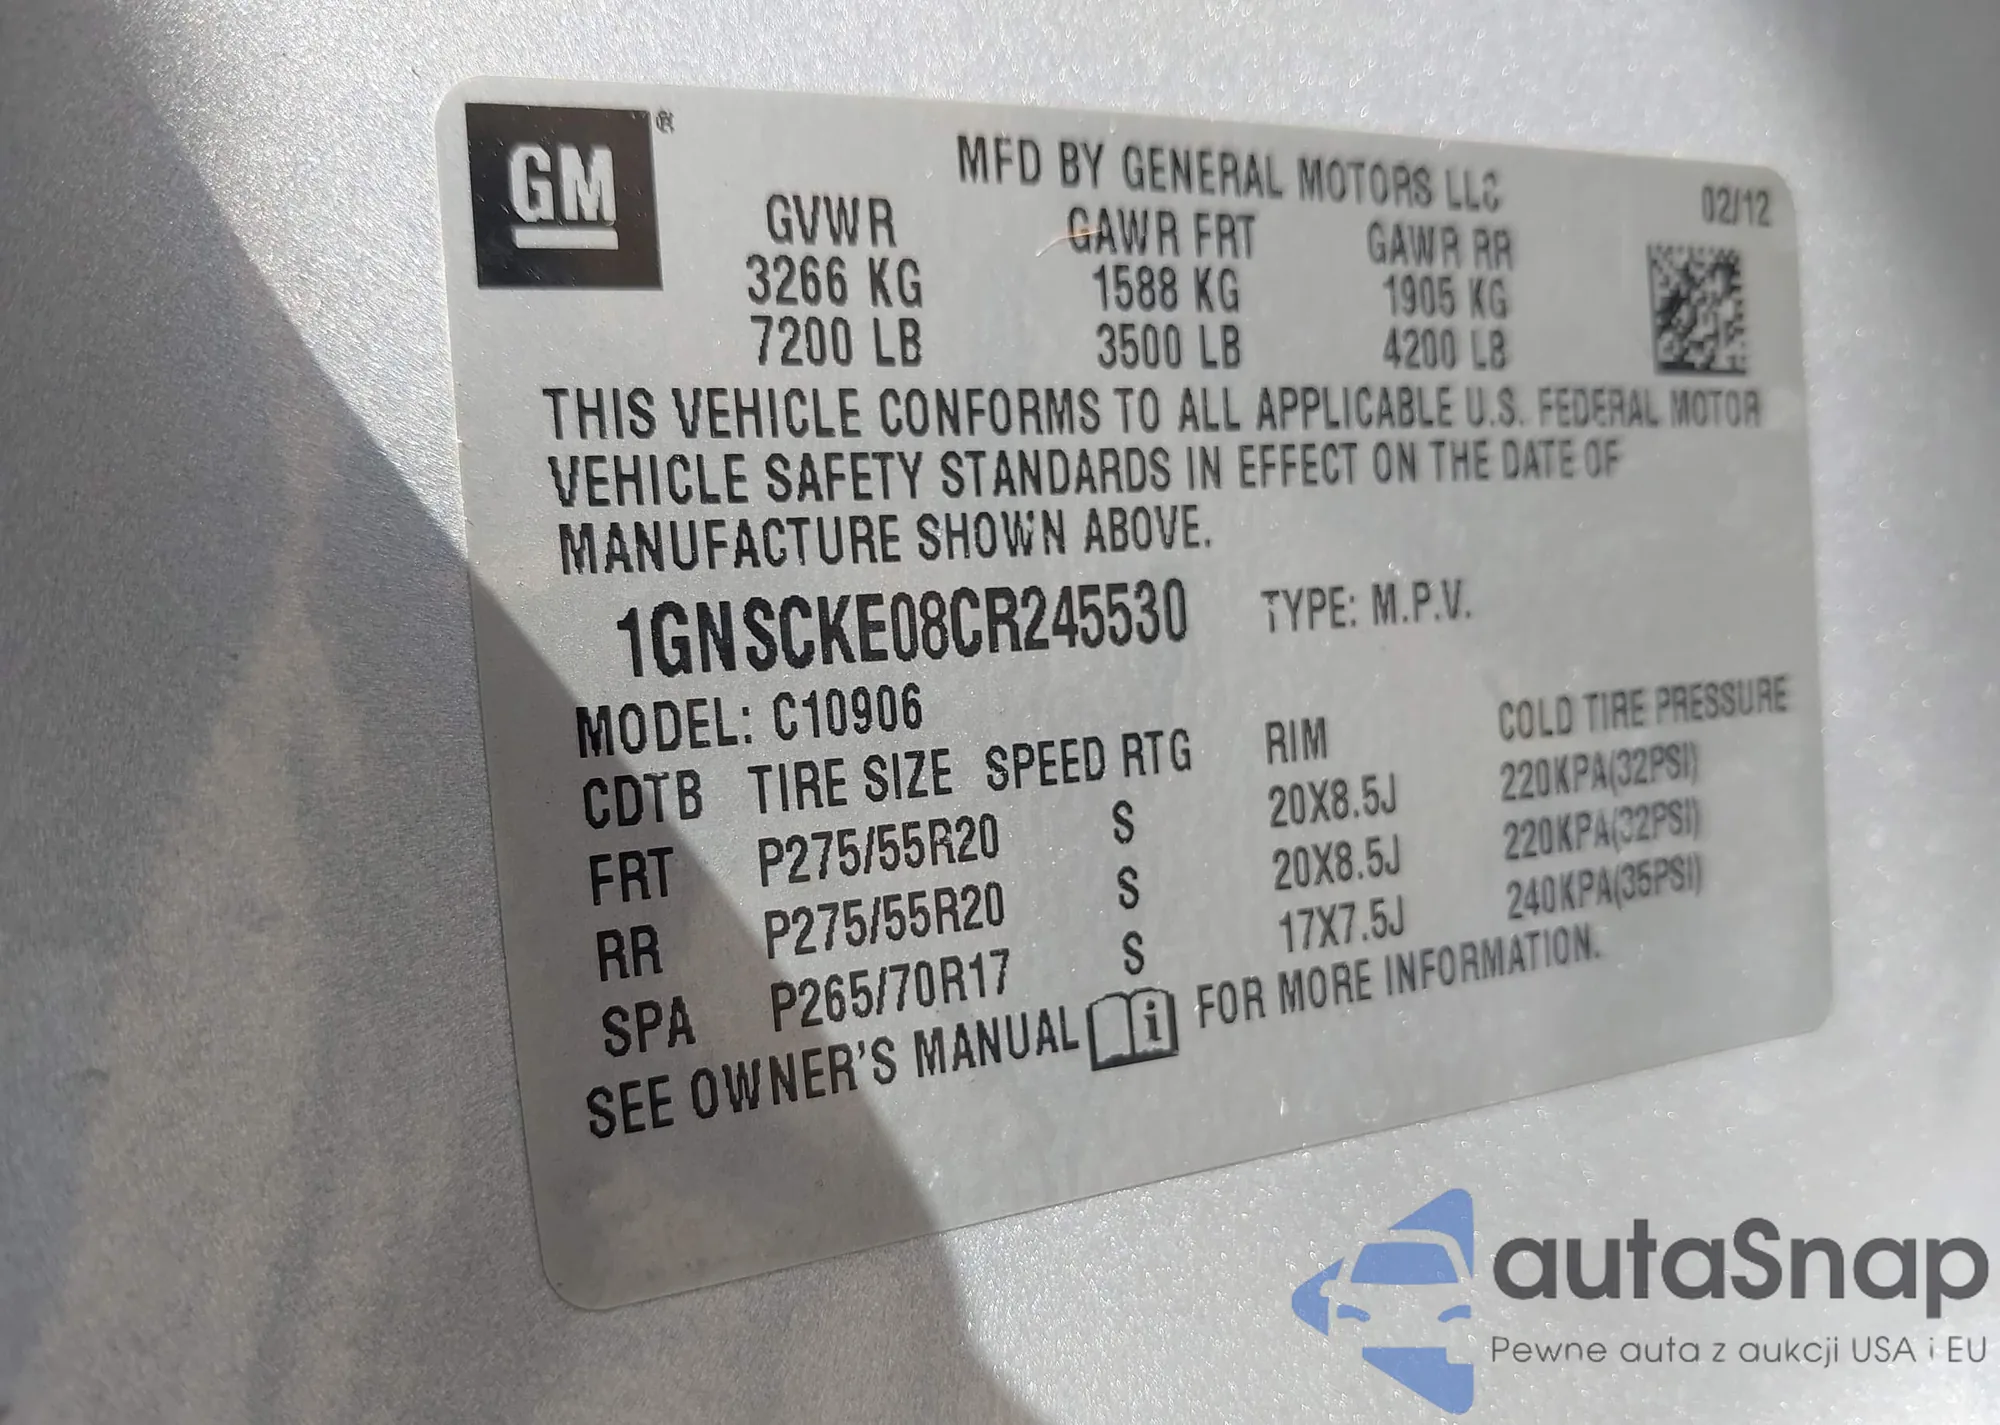 GM ®
MFD BY GENERAL MOTORS LLC
02/12
GVWR GAWR FRT GAWR RR
3266 KG 1588 KG 1905 KG
7200 LB 3500 LB 4200 LB
THIS VEHICLE CONFORMS TO ALL APPLICABLE U.S. FEDERAL MOTOR
VEHICLE SAFETY STANDARDS IN EFFECT ON THE DATE OF
MANUFACTURE SHOWN ABOVE.
1GNSCKE08CR245530 TYPE: M.P.V.
MODEL: C10906
CDTB TIRE SIZE SPEED RTG RIM COLD TIRE PRESSURE
FRT P275/55R20 S 20X8.5J 220KPA(32PSI)
RR P275/55R20 S 20X8.5J 220KPA(32PSI)
SPA P265/70R17 S 17X7.5J 240KPA(35PSI)
SEE OWNER'S MANUAL FOR MORE INFORMATION.
autaSnap
Pewne auta z aukcji USA i EU